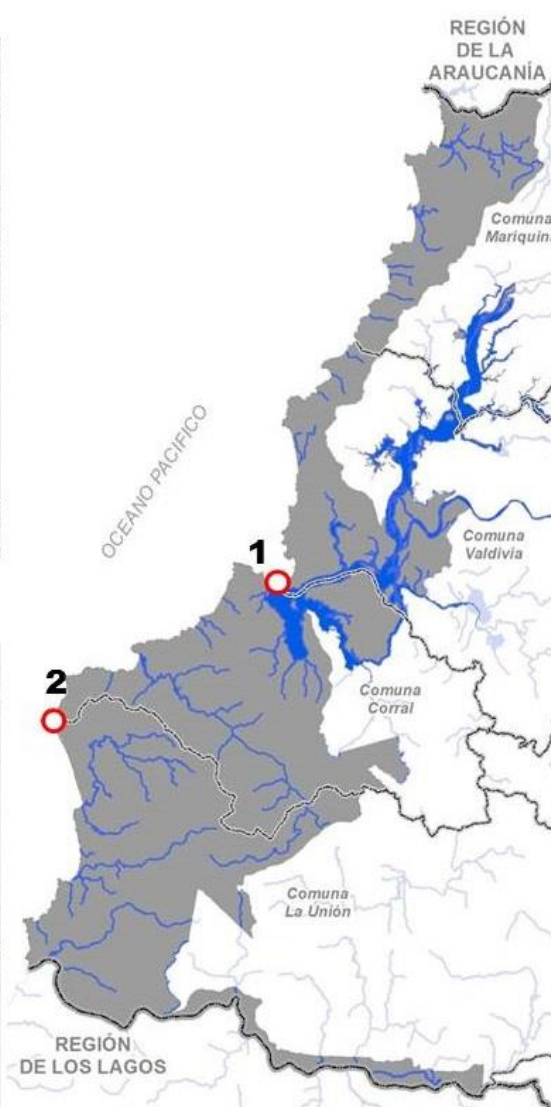 REGIÓN
DE LA
ARAUCANÍA
Comuna
Mariquin
OCEANO PACIFICO
1
Comuna
Valdivia
2
Comuna
Corral
Comuna
La Unión
REGIÓN
DE LOS LAGOS